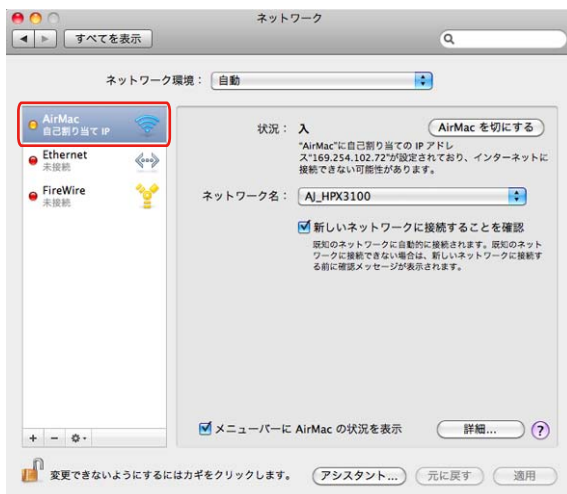 ネットワーク
すべてを表示
ネットワーク環境： 自動
AirMac
自己割り当て IP
Ethernet
未接続
FireWire
未接続
状況： 入 AirMac を切にする
“AirMac”に自己割り当ての IP アドレ
ス“169.254.102.72”が設定されており、インターネットに
接続できない可能性があります。
ネットワーク名： AJ_HPX3100
新しいネットワークに接続することを確認
既知のネットワークに自動的に接続されます。既知のネット
ワークに接続できない場合は、新しいネットワークに接続す
る前に確認メッセージが表示されます。
メニューバーに AirMac の状況を表示 詳細... ?
変更できないようにするにはカギをクリックします。 アシスタント... 元に戻す 適用